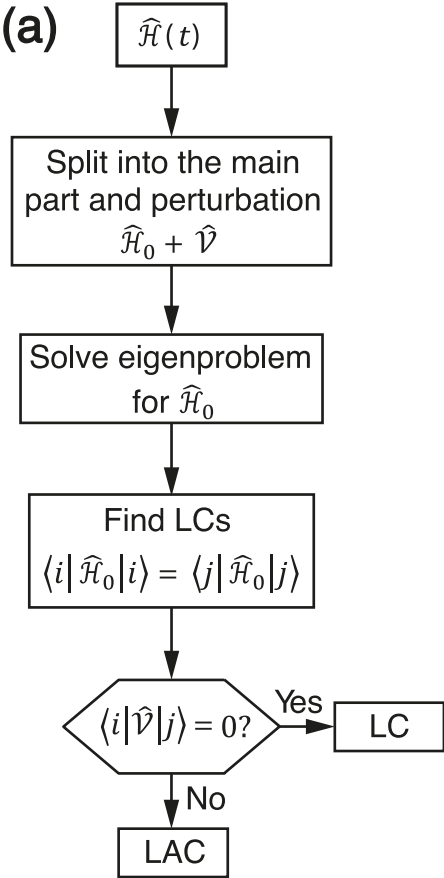 (a)
ℋ̂(t)
Split into the main
part and perturbation
ℋ̂₀ + 𝒱̂
Solve eigenproblem
for ℋ̂₀
Find LCs
⟨i|ℋ̂₀|i⟩ = ⟨j|ℋ̂₀|j⟩
⟨i|𝒱̂|j⟩ = 0?
Yes
LC
No
LAC